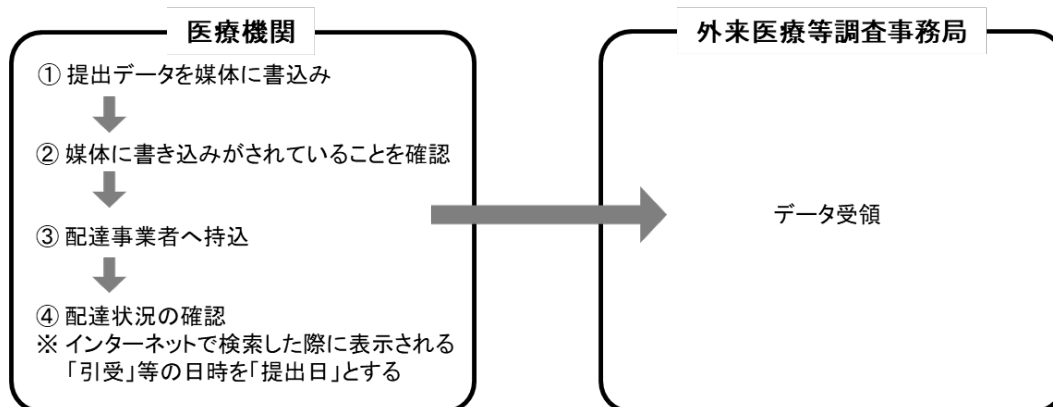 医療機関
① 提出データを媒体に書込み
② 媒体に書き込みがされていることを確認
③ 配達事業者へ持込
④ 配達状況の確認
※ インターネットで検索した際に表示される
「引受」等の日時を「提出日」とする
外来医療等調査事務局
データ受領